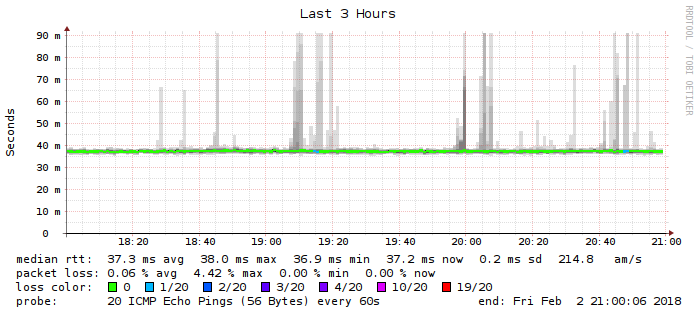 Last 3 Hours
RRDTOOL / TOBI OETIKER
Seconds
90 m
80 m
70 m
60 m
50 m
40 m
30 m
20 m
10 m
0
18:20 18:40 19:00 19:20 19:40 20:00 20:20 20:40 21:00
median rtt: 37.3 ms avg 38.0 ms max 36.9 ms min 37.2 ms now 0.2 ms sd 214.8 am/s
packet loss: 0.06 % avg 4.42 % max 0.00 % min 0.00 % now
loss color: 0 1/20 2/20 3/20 4/20 10/20 19/20
probe: 20 ICMP Echo Pings (56 Bytes) every 60s end: Fri Feb 2 21:00:06 2018